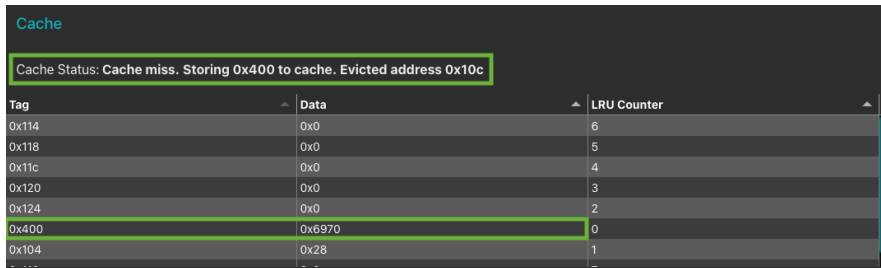 Cache
Cache Status: Cache miss. Storing 0x400 to cache. Evicted address 0x10c
Tag Data LRU Counter
0x114 0x0 6
0x118 0x0 5
0x11c 0x0 4
0x120 0x0 3
0x124 0x0 2
0x400 0x6970 0
0x104 0x28 1